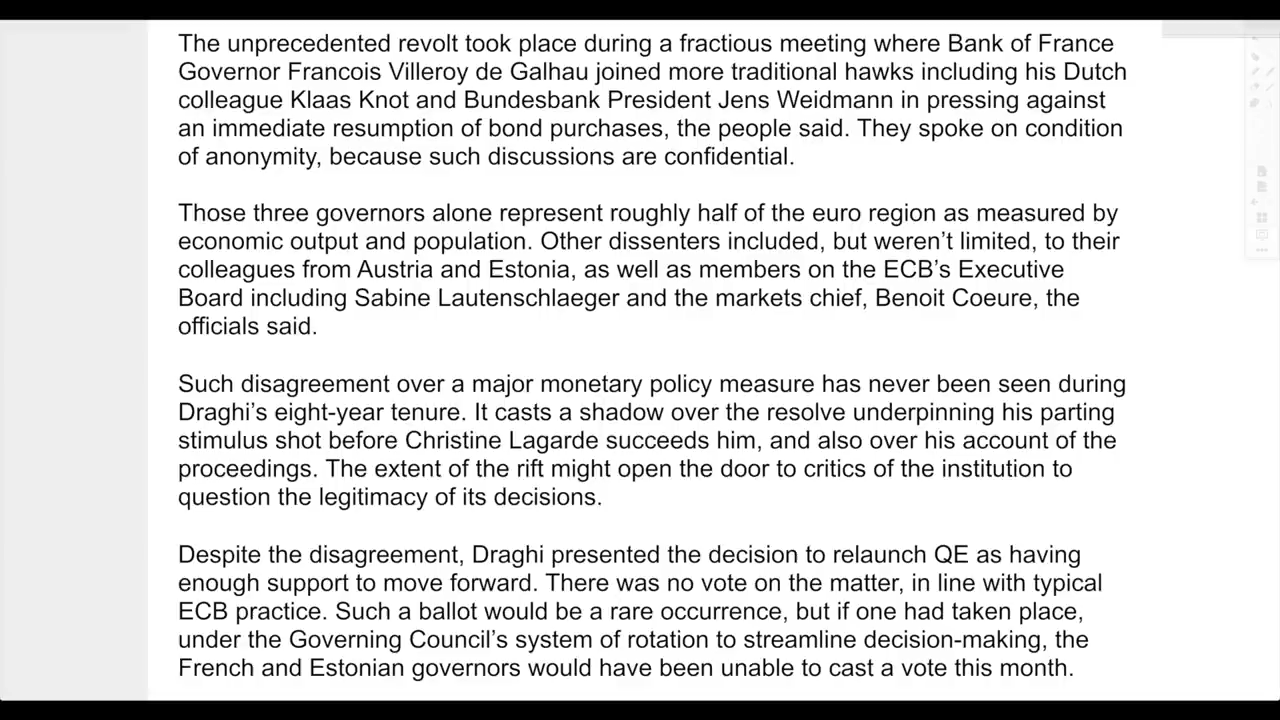 The unprecedented revolt took place during a fractious meeting where Bank of France
Governor Francois Villeroy de Galhau joined more traditional hawks including his Dutch
colleague Klaas Knot and Bundesbank President Jens Weidmann in pressing against
an immediate resumption of bond purchases, the people said. They spoke on condition
of anonymity, because such discussions are confidential.
Those three governors alone represent roughly half of the euro region as measured by
economic output and population. Other dissenters included, but weren’t limited, to their
colleagues from Austria and Estonia, as well as members on the ECB’s Executive
Board including Sabine Lautenschlaeger and the markets chief, Benoit Coeure, the
officials said.
Such disagreement over a major monetary policy measure has never been seen during
Draghi’s eight-year tenure. It casts a shadow over the resolve underpinning his parting
stimulus shot before Christine Lagarde succeeds him, and also over his account of the
proceedings. The extent of the rift might open the door to critics of the institution to
question the legitimacy of its decisions.
Despite the disagreement, Draghi presented the decision to relaunch QE as having
enough support to move forward. There was no vote on the matter, in line with typical
ECB practice. Such a ballot would be a rare occurrence, but if one had taken place,
under the Governing Council’s system of rotation to streamline decision-making, the
French and Estonian governors would have been unable to cast a vote this month.